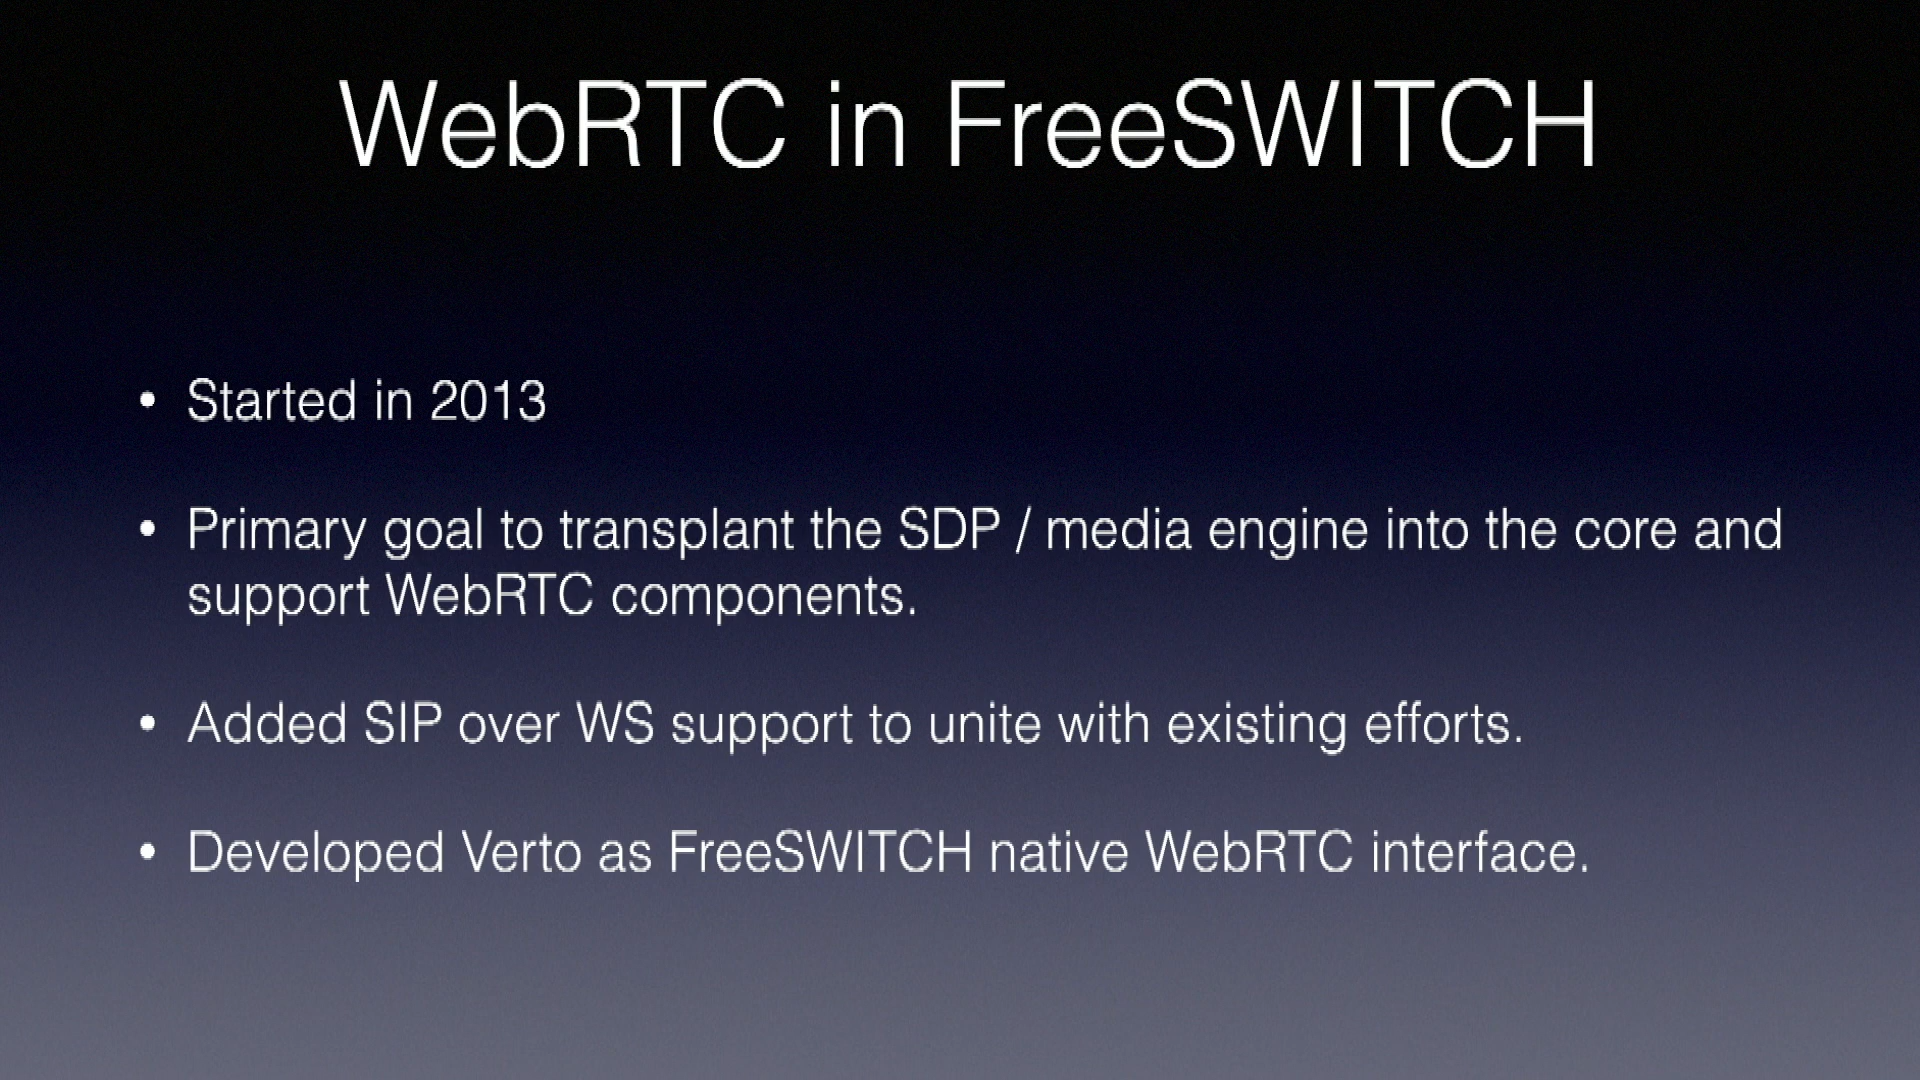 WebRTC in FreeSWITCH
• Started in 2013
• Primary goal to transplant the SDP / media engine into the core and
support WebRTC components.
• Added SIP over WS support to unite with existing efforts.
• Developed Verto as FreeSWITCH native WebRTC interface.